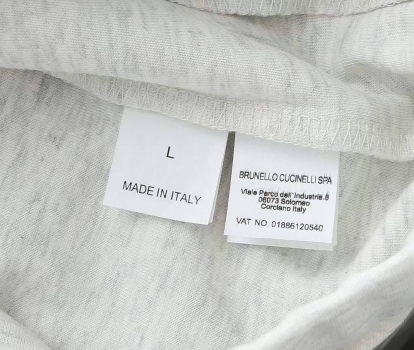 L
MADE IN ITALY
BRUNELLO CUCINELLI SPA
Viale Parco dell' Industria.5
06073 Solomeo
Corciano Italy
VAT NO. 01886120540